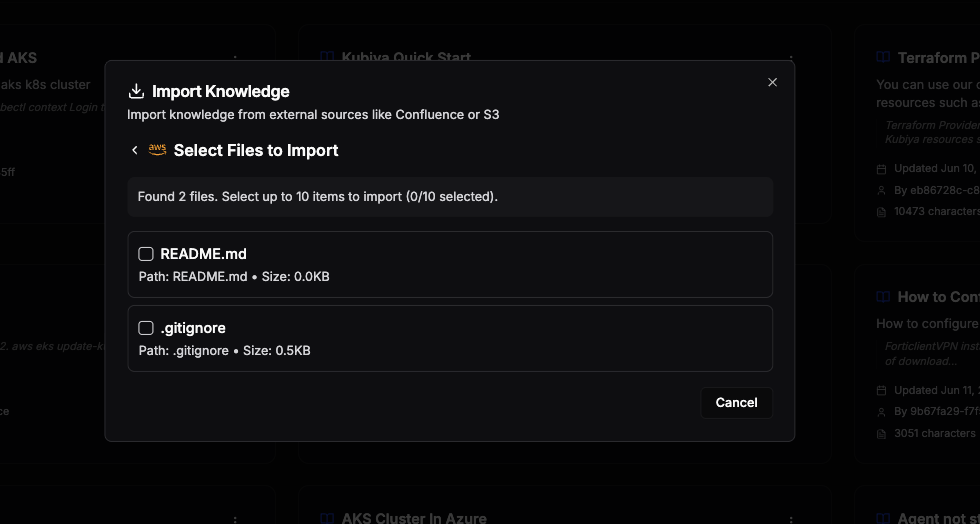 d AKS
aks k8s cluster
bectl context Login t
5ff
Kubiya Quick Start
Terraform P
You can use our c
resources such as
Terraform Provider
Kubiya resources s
Updated Jun 10,
By eb86728c-c8
10473 characters
Import Knowledge
Import knowledge from external sources like Confluence or S3
aws Select Files to Import
Found 2 files. Select up to 10 items to import (0/10 selected).
README.md
Path: README.md • Size: 0.0KB
.gitignore
Path: .gitignore • Size: 0.5KB
Cancel
2. aws eks update-k
ce
How to Conf
How to configure
ForticlientVPN inst
of download...
Updated Jun 11,
By 9b67fa29-f7f
3051 characters
AKS Cluster In Azure
Agent not st